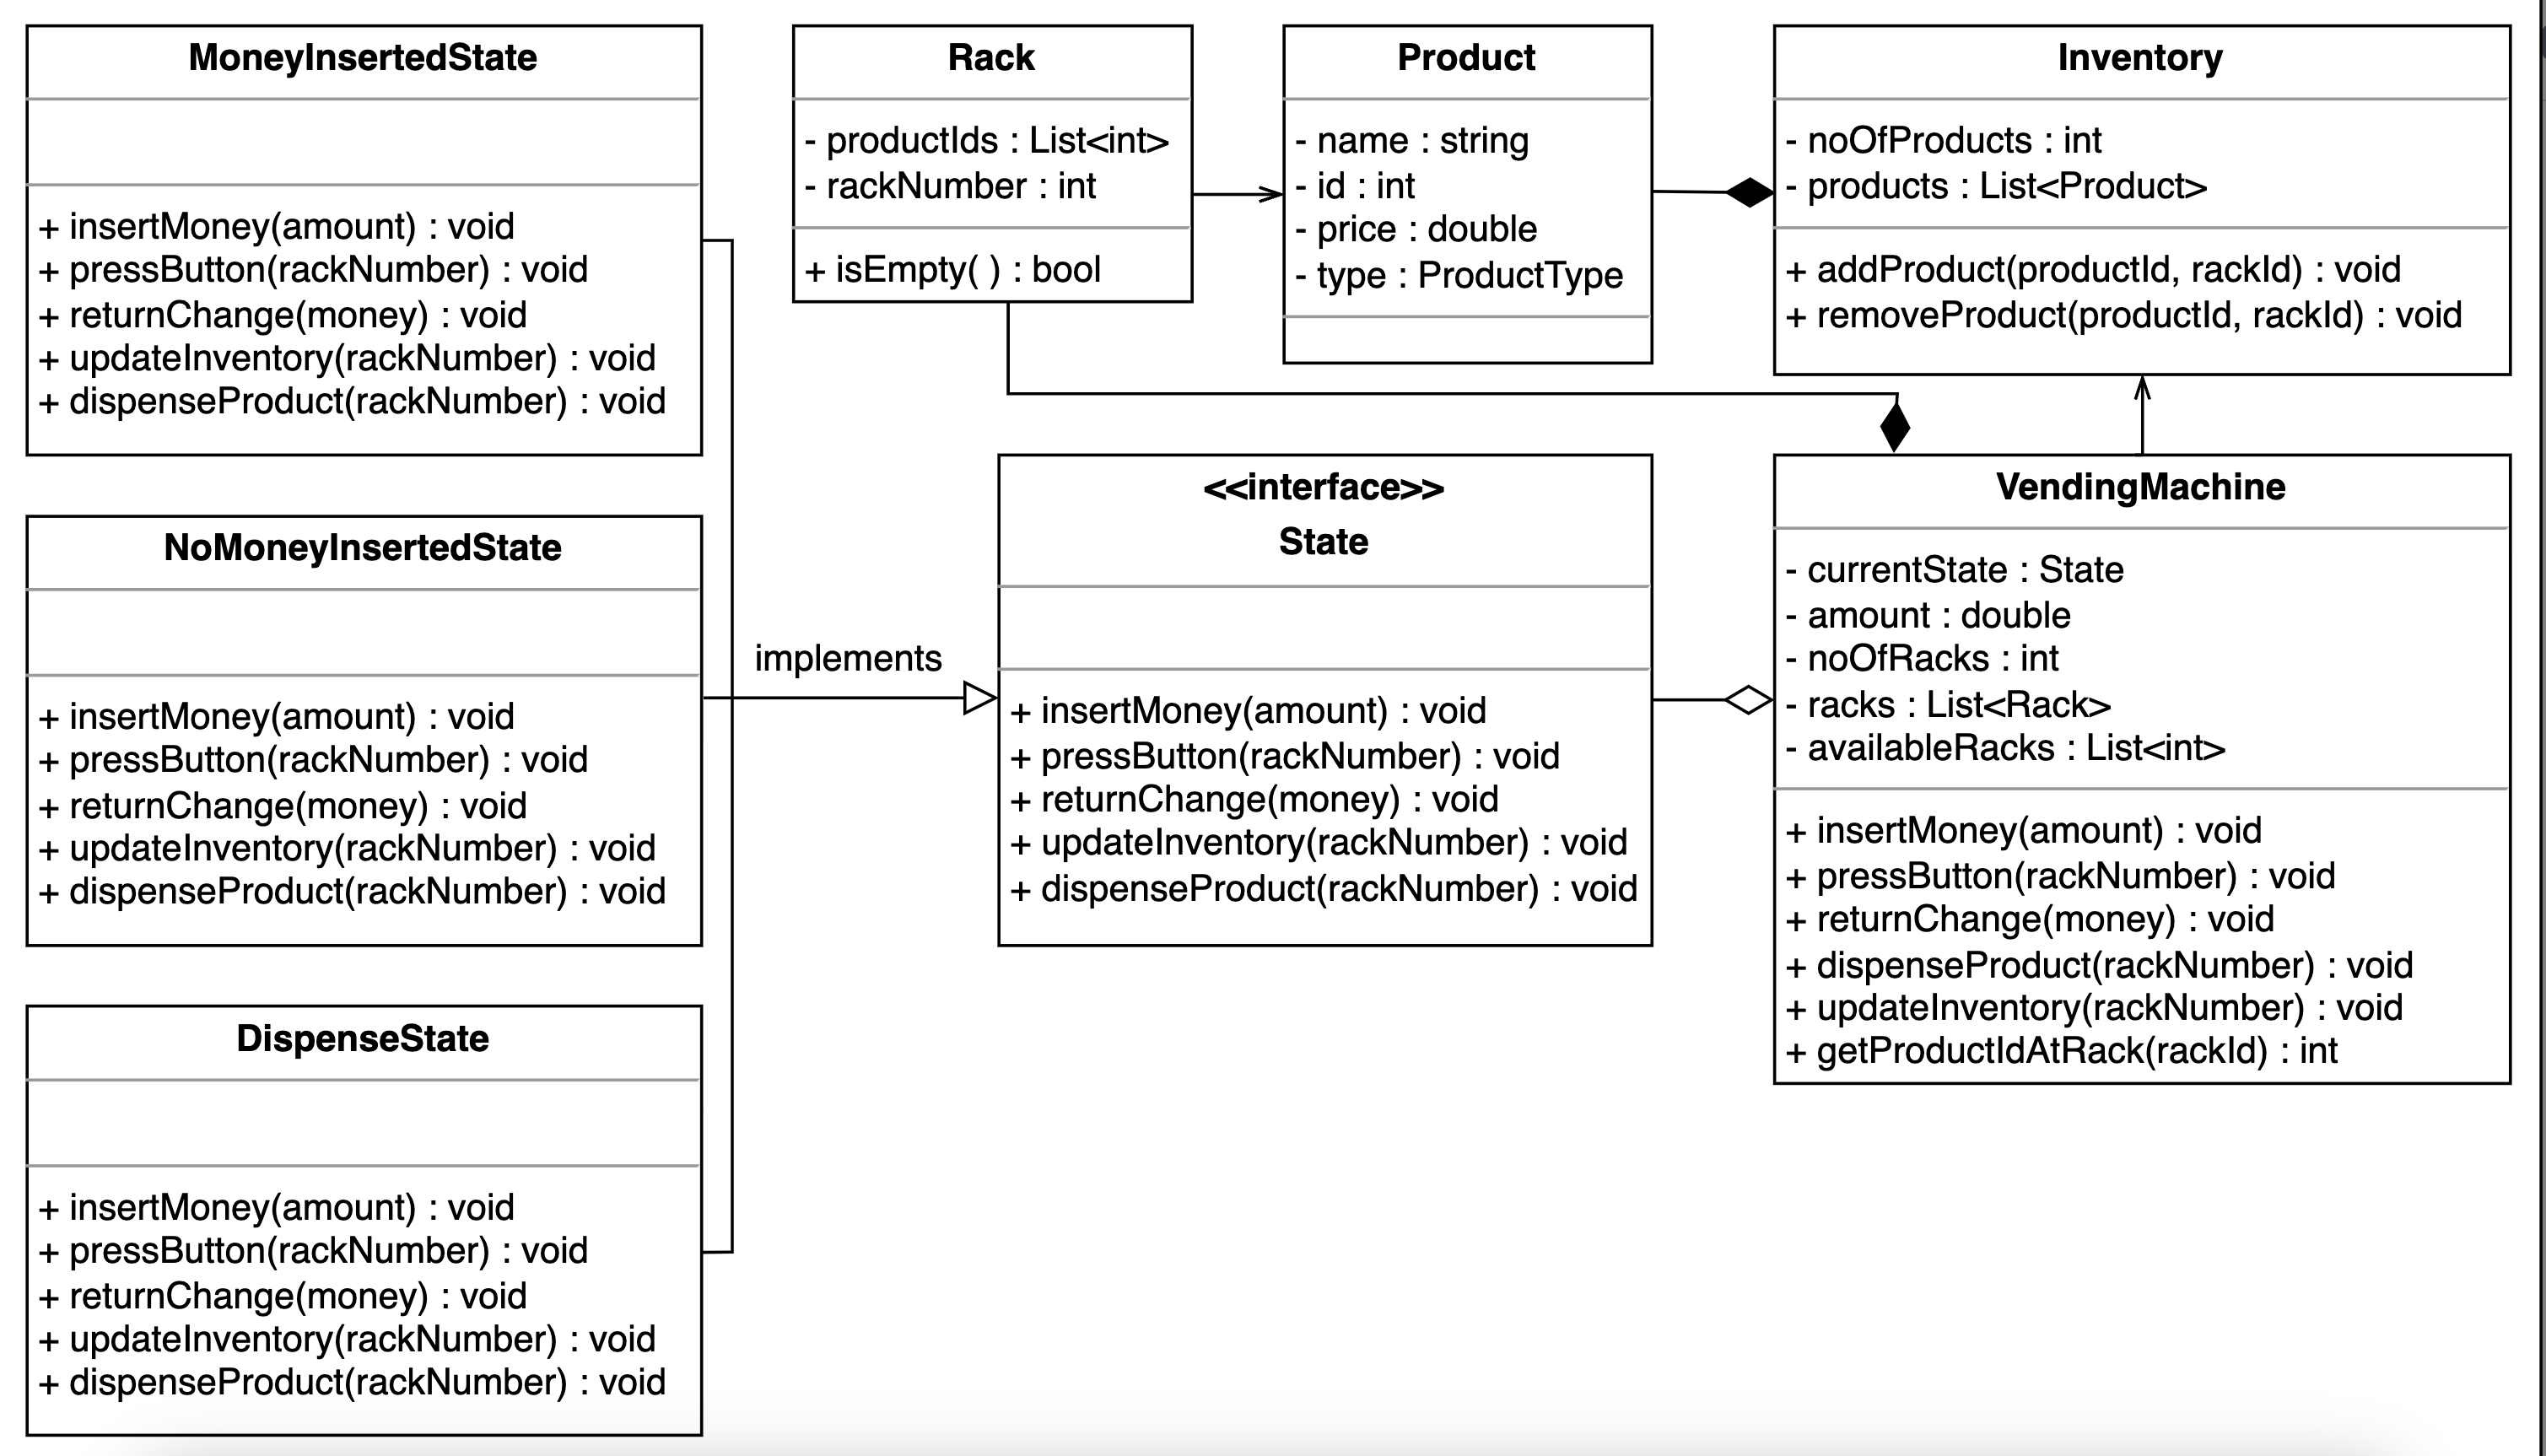 MoneyInsertedState
+ insertMoney(amount) : void
+ pressButton(rackNumber) : void
+ returnChange(money) : void
+ updateInventory(rackNumber) : void
+ dispenseProduct(rackNumber) : void
Rack
- productIds : List<int>
- rackNumber : int
+ isEmpty( ) : bool
Product
- name : string
- id : int
- price : double
- type : ProductType
Inventory
- noOfProducts : int
- products : List<Product>
+ addProduct(productId, rackId) : void
+ removeProduct(productId, rackId) : void
NoMoneyInsertedState
+ insertMoney(amount) : void
+ pressButton(rackNumber) : void
+ returnChange(money) : void
+ updateInventory(rackNumber) : void
+ dispenseProduct(rackNumber) : void
implements
<<interface>>
State
+ insertMoney(amount) : void
+ pressButton(rackNumber) : void
+ returnChange(money) : void
+ updateInventory(rackNumber) : void
+ dispenseProduct(rackNumber) : void
VendingMachine
- currentState : State
- amount : double
- noOfRacks : int
- racks : List<Rack>
- availableRacks : List<int>
+ insertMoney(amount) : void
+ pressButton(rackNumber) : void
+ returnChange(money) : void
+ dispenseProduct(rackNumber) : void
+ updateInventory(rackNumber) : void
+ getProductIdAtRack(rackId) : int
DispenseState
+ insertMoney(amount) : void
+ pressButton(rackNumber) : void
+ returnChange(money) : void
+ updateInventory(rackNumber) : void
+ dispenseProduct(rackNumber) : void